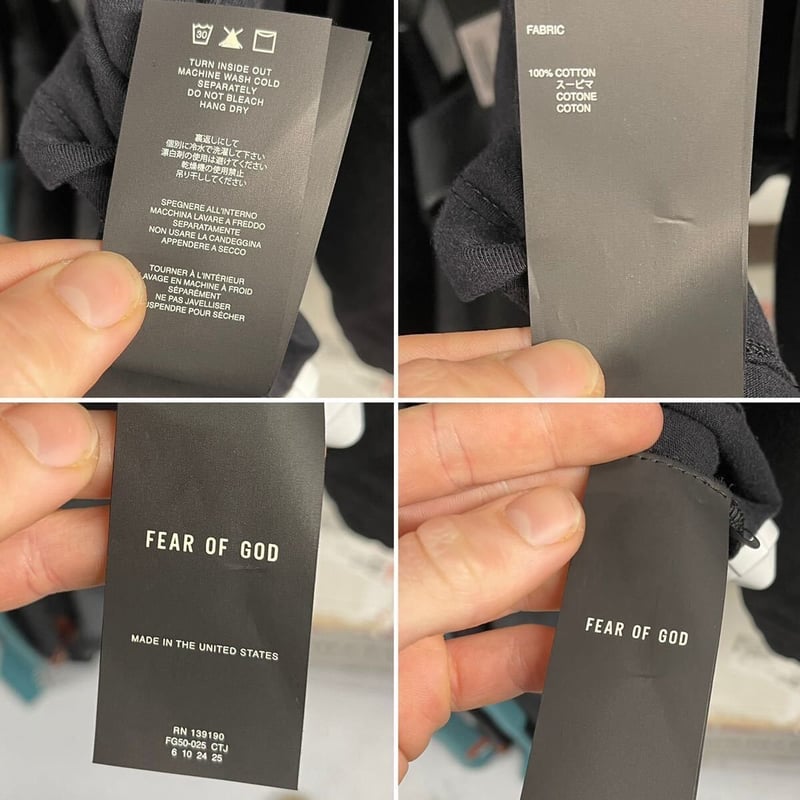 30
TURN INSIDE OUT
MACHINE WASH COLD
SEPARATELY
DO NOT BLEACH
HANG DRY
裏返しにして
個別に冷水で洗濯して下さい
漂白剤の使用は避けてください
乾燥機の使用禁止
吊り干ししてください
SPEGNERE ALL'INTERNO
MACCHINA LAVARE A FREDDO
SEPARATAMENTE
NON USARE LA CANDEGGINA
APPENDERE A SECCO
TOURNER À L'INTÉRIEUR
LAVAGE EN MACHINE À FROID
SÉPARÉMENT
NE PAS JAVELLISER
SUSPENDRE POUR SÉCHER
FABRIC
100% COTTON
スーピマ
COTONE
COTON
FEAR OF GOD
MADE IN THE UNITED STATES
RN 139190
FG50-025 CTJ
6 10 24 25
FEAR OF GOD